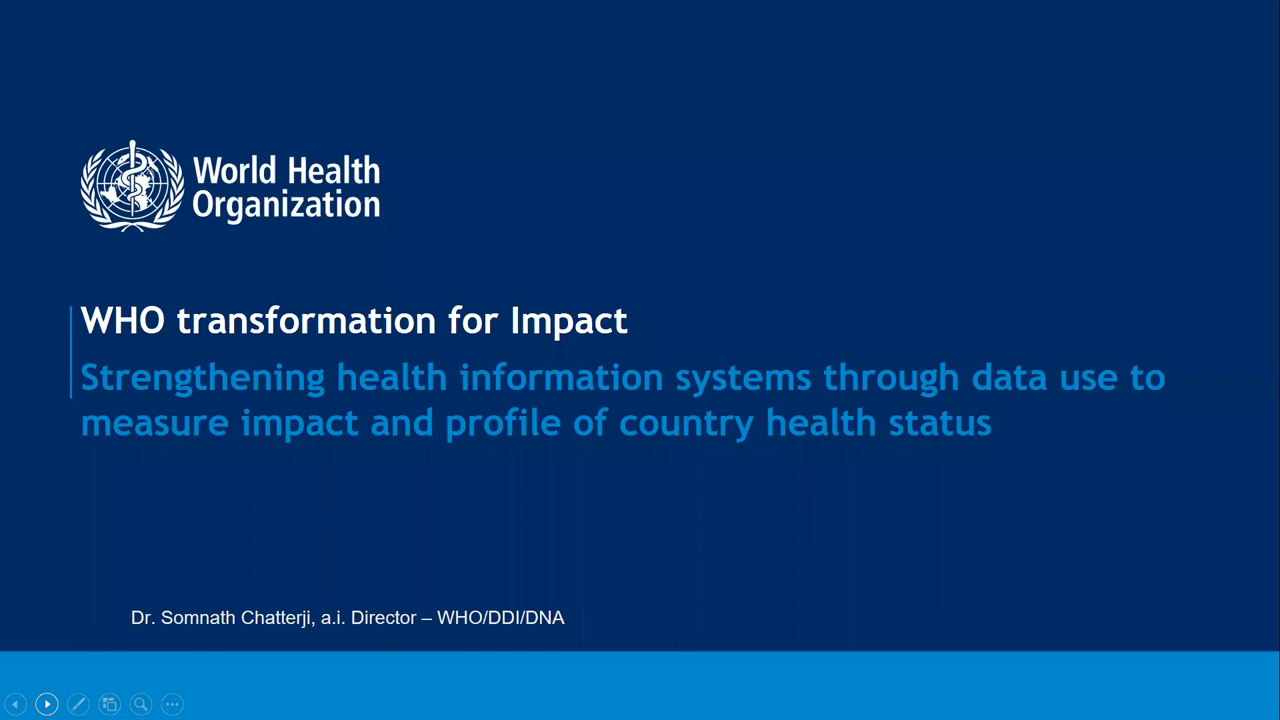 World Health
Organization
WHO transformation for Impact
Strengthening health information systems through data use to
measure impact and profile of country health status
Dr. Somnath Chatterji, a.i. Director – WHO/DDI/DNA